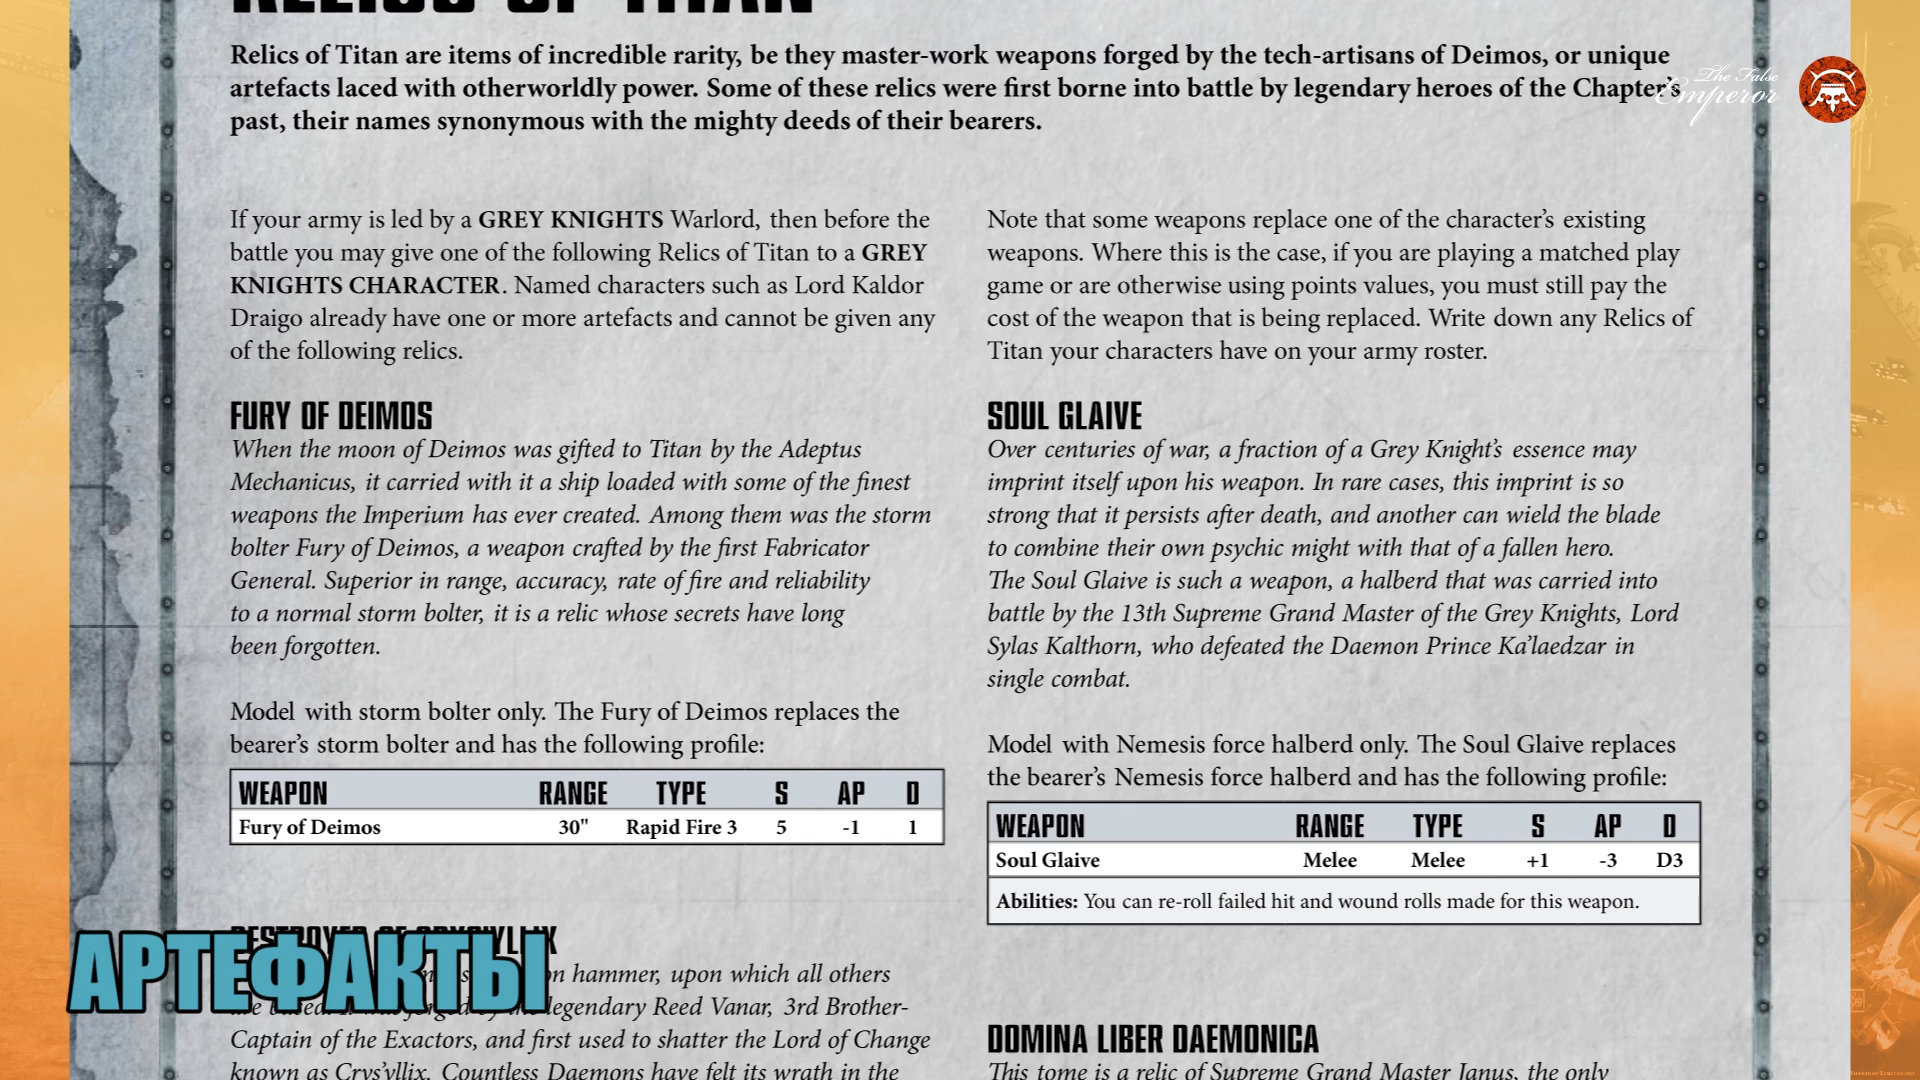 RELICS OF TITAN
Relics of Titan are items of incredible rarity, be they master-work weapons forged by the tech-artisans of Deimos, or unique
artefacts laced with otherworldly power. Some of these relics were first borne into battle by legendary heroes of the Chapter's
past, their names synonymous with the mighty deeds of their bearers.
The False
Emperor
If your army is led by a GREY KNIGHTS Warlord, then before the
battle you may give one of the following Relics of Titan to a GREY
KNIGHTS CHARACTER. Named characters such as Lord Kaldor
Draigo already have one or more artefacts and cannot be given any
of the following relics.
FURY OF DEIMOS
When the moon of Deimos was gifted to Titan by the Adeptus
Mechanicus, it carried with it a ship loaded with some of the finest
weapons the Imperium has ever created. Among them was the storm
bolter Fury of Deimos, a weapon crafted by the first Fabricator
General. Superior in range, accuracy, rate of fire and reliability
to a normal storm bolter, it is a relic whose secrets have long
been forgotten.
Model with storm bolter only. The Fury of Deimos replaces the
bearer's storm bolter and has the following profile:
WEAPON RANGE TYPE S AP D
Fury of Deimos 30" Rapid Fire 3 5 -1 1
DESTROYER OF CRYS'YLLIX
hammer, upon which all others
legendary Reed Vanar, 3rd Brother-
Captain of the Exactors, and first used to shatter the Lord of Change
known as Crys'yllix. Countless Daemons have felt its wrath in the
АРТЕФАКТЫ
Note that some weapons replace one of the character's existing
weapons. Where this is the case, if you are playing a matched play
game or are otherwise using points values, you must still pay the
cost of the weapon that is being replaced. Write down any Relics of
Titan your characters have on your army roster.
SOUL GLAIVE
Over centuries of war, a fraction of a Grey Knight's essence may
imprint itself upon his weapon. In rare cases, this imprint is so
strong that it persists after death, and another can wield the blade
to combine their own psychic might with that of a fallen hero.
The Soul Glaive is such a weapon, a halberd that was carried into
battle by the 13th Supreme Grand Master of the Grey Knights, Lord
Sylas Kalthorn, who defeated the Daemon Prince Ka'laedzar in
single combat.
Model with Nemesis force halberd only. The Soul Glaive replaces
the bearer's Nemesis force halberd and has the following profile:
WEAPON RANGE TYPE S AP D
Soul Glaive Melee Melee +1 -3 D3
Abilities: You can re-roll failed hit and wound rolls made for this weapon.
DOMINA LIBER DAEMONICA
This tome is a relic of Supreme Grand Master Janus, the only